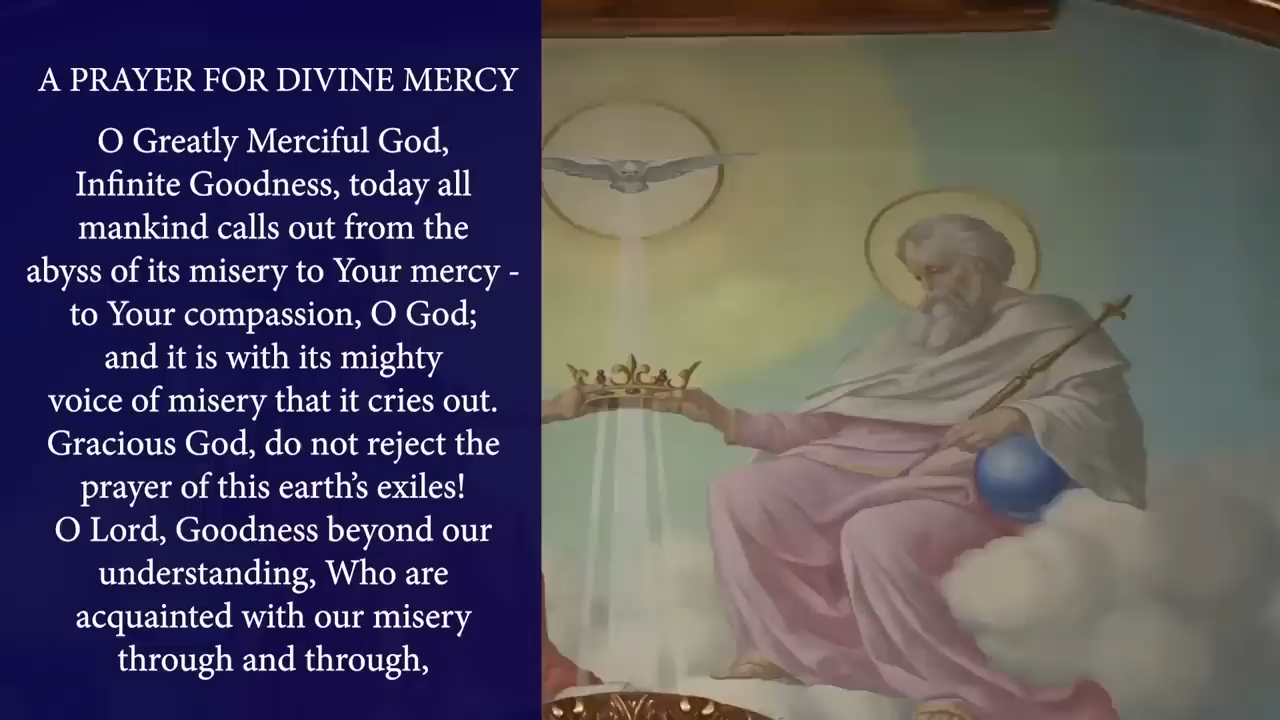 A PRAYER FOR DIVINE MERCY
O Greatly Merciful God,
Infinite Goodness, today all
mankind calls out from the
abyss of its misery to Your mercy -
to Your compassion, O God;
and it is with its mighty
voice of misery that it cries out.
Gracious God, do not reject the
prayer of this earth's exiles!
O Lord, Goodness beyond our
understanding, Who are
acquainted with our misery
through and through,